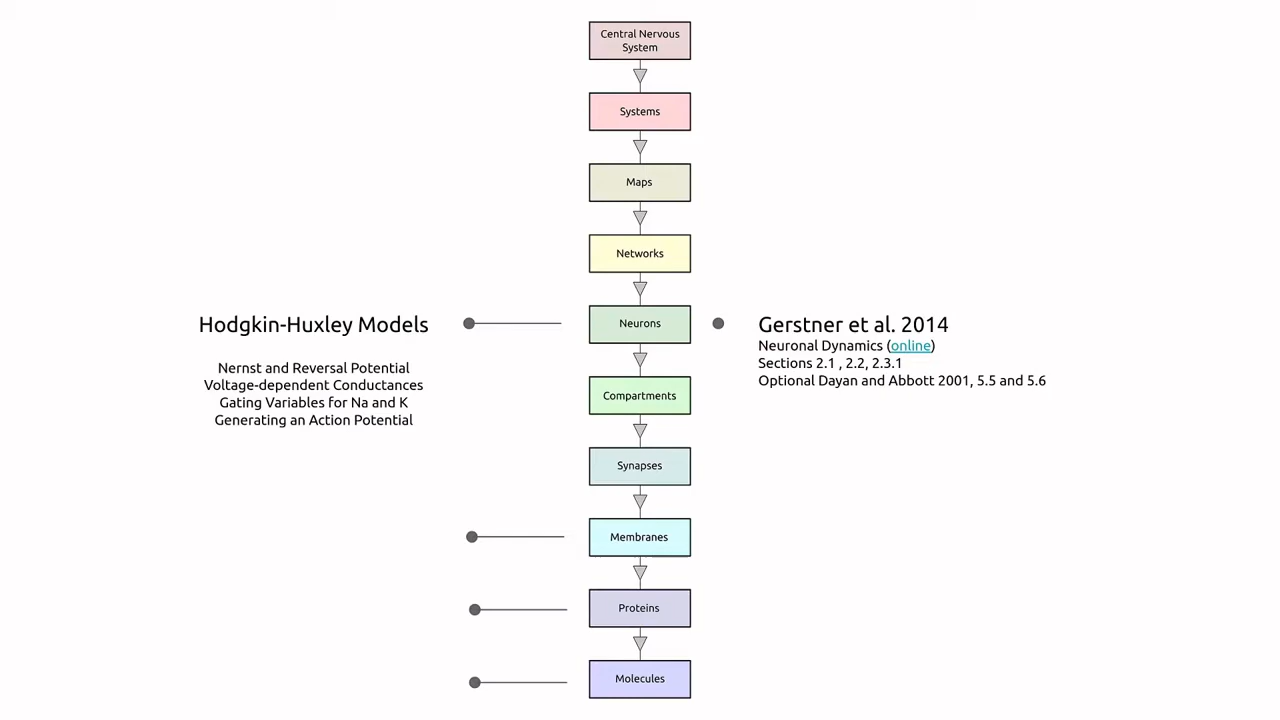 Central Nervous
System
Systems
Maps
Networks
Hodgkin-Huxley Models
Nernst and Reversal Potential
Voltage-dependent Conductances
Gating Variables for Na and K
Generating an Action Potential
Neurons
Gerstner et al. 2014
Neuronal Dynamics (online)
Sections 2.1 , 2.2, 2.3.1
Optional Dayan and Abbott 2001, 5.5 and 5.6
Compartments
Synapses
Membranes
Proteins
Molecules